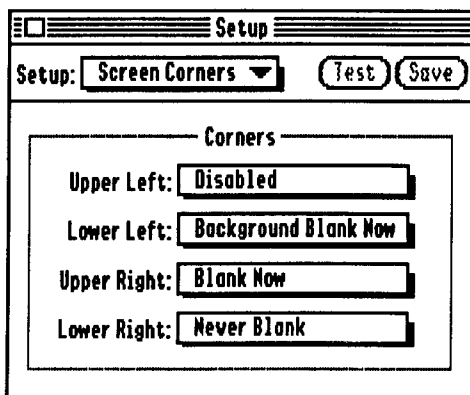 Setup
Setup: Screen Corners Test Save
Corners
Upper Left: Disabled
Lower Left: Background Blank Now
Upper Right: Blank Now
Lower Right: Never Blank